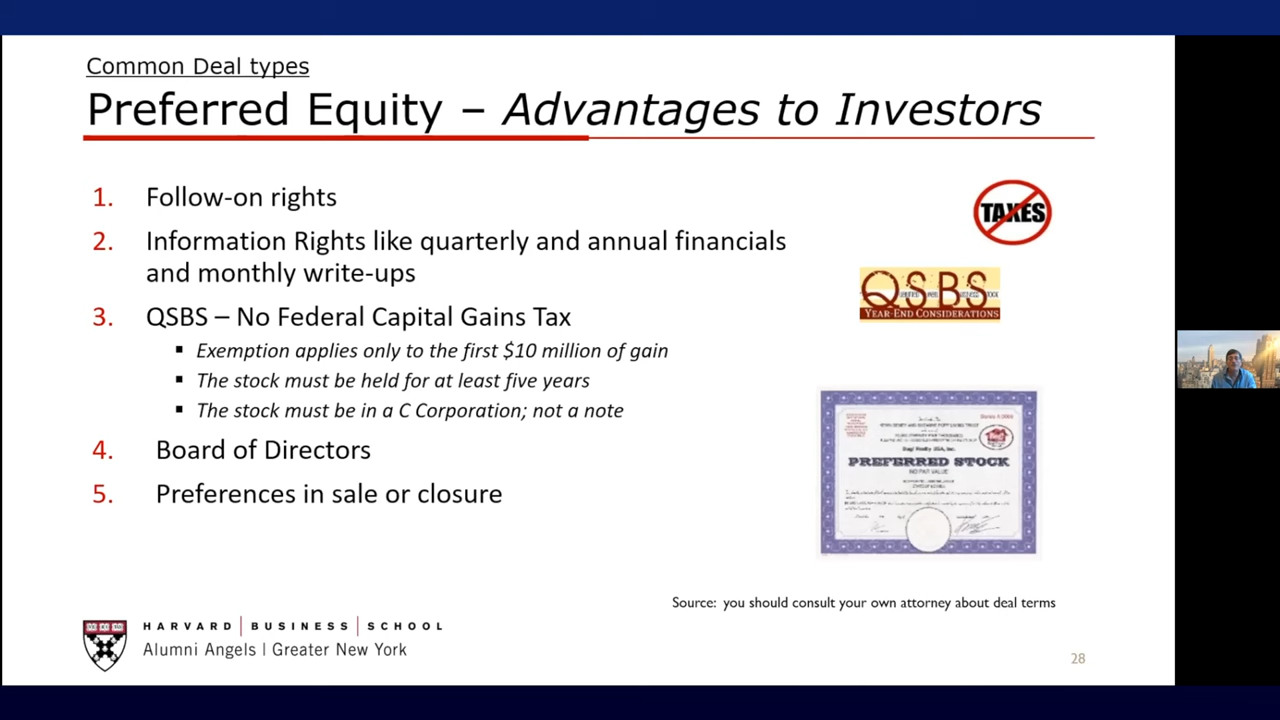 Common Deal types
Preferred Equity – Advantages to Investors
1. Follow-on rights
2. Information Rights like quarterly and annual financials
and monthly write-ups
3. QSBS – No Federal Capital Gains Tax
▪ Exemption applies only to the first $10 million of gain
▪ The stock must be held for at least five years
▪ The stock must be in a C Corporation; not a note
4. Board of Directors
5. Preferences in sale or closure
TAXES
QSBS
YEAR-END CONSIDERATIONS
PREFERRED STOCK
NO PAR VALUE
Source: you should consult your own attorney about deal terms
HARVARD | BUSINESS | SCHOOL
Alumni Angels | Greater New York
28